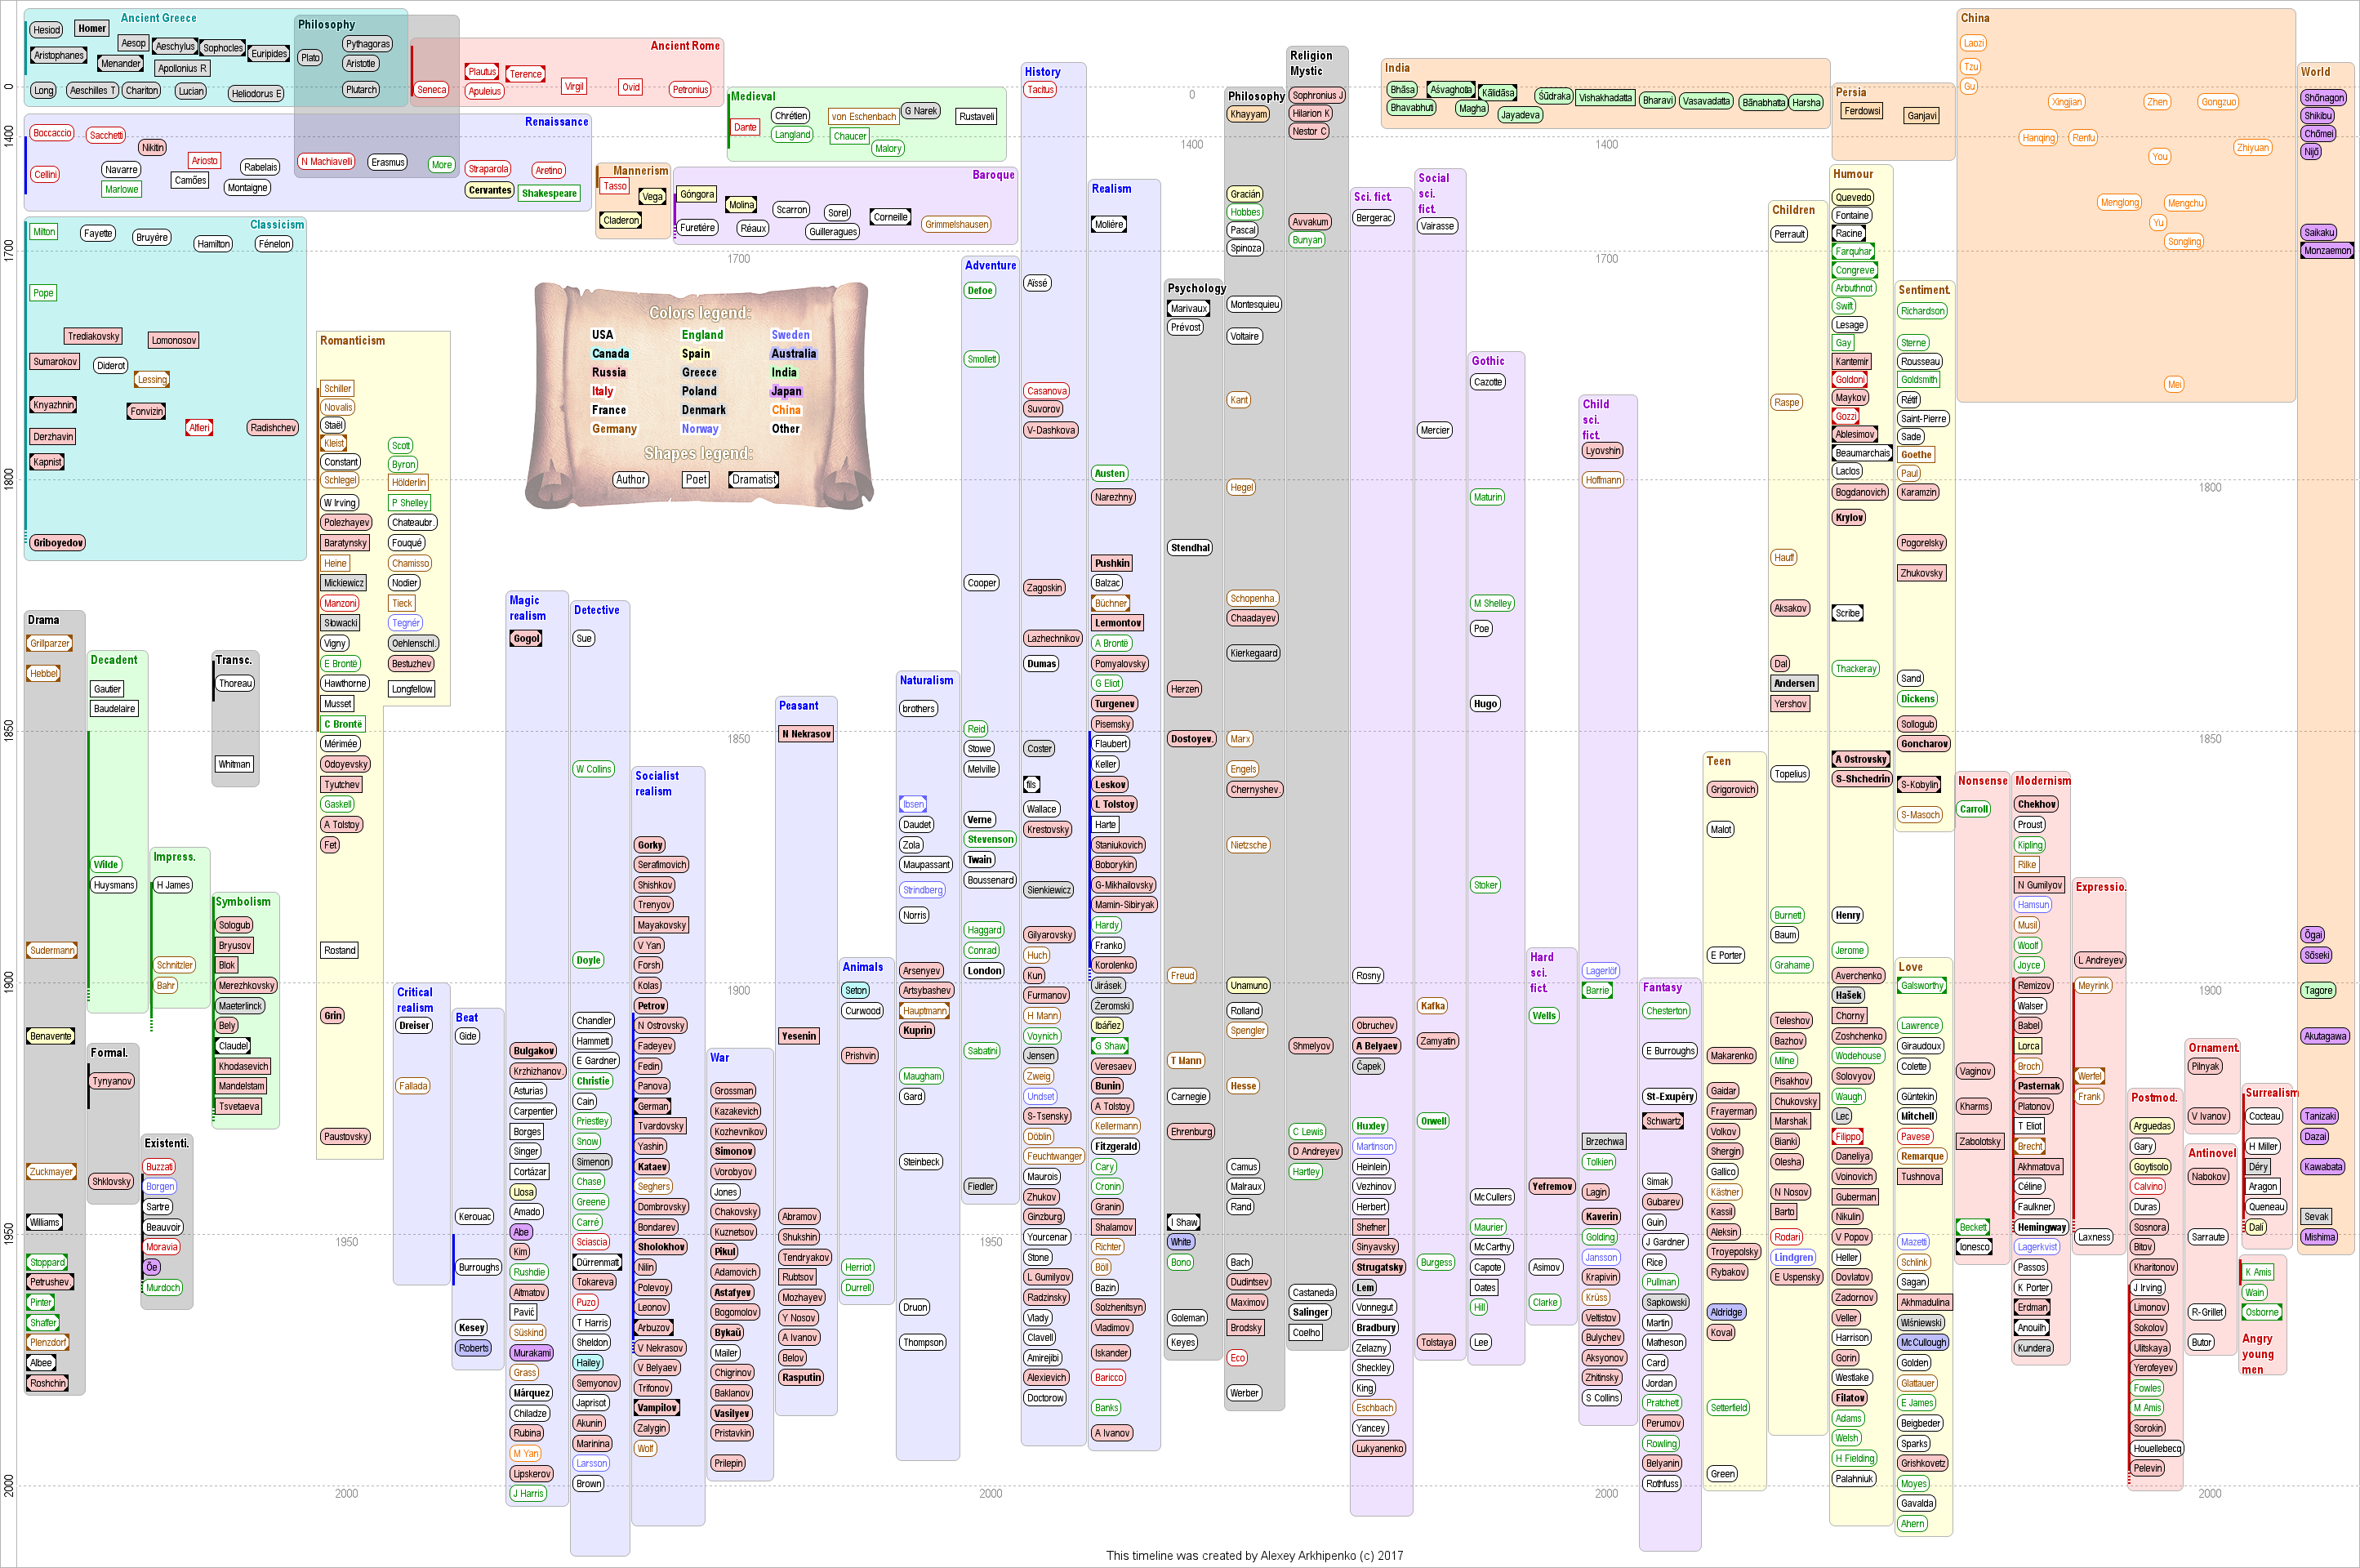 Ancient Greece
Hesiod
Homer
Aesop
Aeschylus
Sophocles
Euripides
Aristophanes
Menander
Apollonius R
Long
Aeschilles T
Chariton
Lucian
Heliodorus E
Philosophy
Plato
Pythagoras
Aristotle
Plutarch
Ancient Rome
Seneca
Plautus
Terence
Apuleius
Virgil
Ovid
Petronius
0
1400
1700
1800
1850
1900
1950
2000
Renaissance
Boccaccio
Sacchetti
Nikitin
Cellini
Navarre
Ariosto
Rabelais
Marlowe
Camões
Montaigne
N Machiavelli
Erasmus
More
Straparola
Aretino
Cervantes
Shakespeare
Medieval
Dante
Chrétien
von Eschenbach
G Narek
Rustaveli
Langland
Chaucer
Malory
Mannerism
Tasso
Vega
Claderon
Baroque
Góngora
Molina
Scarron
Sorel
Corneille
Grimmelshausen
Furetiére
Réaux
Guilleragues
Classicism
Milton
Fayette
Bruyére
Hamilton
Fénelon
Pope
Trediakovsky
Lomonosov
Sumarokov
Diderot
Lessing
Knyazhnin
Fonvizin
Alfieri
Radishchev
Derzhavin
Kapnist
Griboyedov
Romanticism
Schiller
Novalis
Staël
Kleist
Scott
Constant
Byron
Schlegel
Hölderlin
W Irving
P Shelley
Polezhayev
Chateaubr.
Baratynsky
Fouqué
Heine
Chamisso
Mickiewicz
Nodier
Manzoni
Tieck
Słowacki
Tegnér
Vigny
Oehlenschl.
E Brontë
Bestuzhev
Hawthorne
Longfellow
Musset
C Brontë
Mérimée
Odoyevsky
Tyutchev
Gaskell
A Tolstoy
Fet
Rostand
Grin
Paustovsky
Colors legend:
USA
England
Sweden
Canada
Spain
Australia
Russia
Greece
India
Italy
Poland
Japan
France
Denmark
China
Germany
Norway
Other
Shapes legend:
Author
Poet
Dramatist
Drama
Grillparzer
Hebbel
Sudermann
Benavente
Zuckmayer
Williams
Stoppard
Petrushev.
Pinter
Shaffer
Plenzdorf
Albee
Roshchin
Decadent
Gautier
Baudelaire
Wilde
Huysmans
Impress.
H James
Schnitzler
Bahr
Transc.
Thoreau
Whitman
Symbolism
Sologub
Bryusov
Blok
Merezhkovsky
Maeterlinck
Bely
Claudel
Khodasevich
Mandelstam
Tsvetaeva
Formal.
Tynyanov
Shklovsky
Existenti.
Buzzati
Borgen
Sartre
Beauvoir
Moravia
Ōe
Murdoch
Critical
realism
Dreiser
Fallada
Beat
Gide
Kerouac
Burroughs
Kesey
Roberts
Magic
realism
Gogol
Bulgakov
Krzhizhanov.
Asturias
Carpentier
Borges
Singer
Cortázar
Llosa
Amado
Abe
Kim
Rushdie
Aitmatov
Pavić
Süskind
Murakami
Grass
Márquez
Chiladze
Rubina
M Yan
Lipskerov
J Harris
Detective
Sue
W Collins
Doyle
Chandler
Hammett
E Gardner
Christie
Cain
Priestley
Snow
Simenon
Chase
Greene
Carré
Sciascia
Dürrenmatt
Tokareva
Puzo
T Harris
Sheldon
Hailey
Semyonov
Japrisot
Akunin
Marinina
Larsson
Brown
Socialist
realism
Gorky
Serafimovich
Shishkov
Trenyov
Mayakovsky
V Yan
Forsh
Kolas
Petrov
N Ostrovsky
Fadeyev
Fedin
Panova
German
Tvardovsky
Yashin
Kataev
Seghers
Dombrovsky
Bondarev
Sholokhov
Nilin
Polevoy
Leonov
Arbuzov
V Nekrasov
V Belyaev
Trifonov
Vampilov
Zalygin
Wolf
War
Grossman
Kazakevich
Kozhevnikov
Simonov
Vorobyov
Jones
Chakovsky
Kuznetsov
Pikul
Adamovich
Astafyev
Bogomolov
Bykaŭ
Mailer
Chigrinov
Baklanov
Vasilyev
Pristavkin
Prilepin
Peasant
N Nekrasov
Yesenin
Abramov
Shukshin
Tendryakov
Rubtsov
Mozhayev
Y Nosov
A Ivanov
Belov
Rasputin
Animals
Seton
Curwood
Prishvin
Herriot
Durrell
Naturalism
brothers
Ibsen
Daudet
Zola
Maupassant
Strindberg
Norris
Arsenyev
Artsybashev
Hauptmann
Kuprin
Maugham
Gard
Steinbeck
Druon
Thompson
Adventure
Defoe
Smollett
Cooper
Reid
Stowe
Melville
Verne
Stevenson
Twain
Boussenard
Haggard
Conrad
London
Sabatini
Fiedler
History
Tacitus
Aïssé
Casanova
Suvorov
V-Dashkova
Zagoskin
Lazhechnikov
Dumas
Coster
fils
Wallace
Krestovsky
Sienkiewicz
Gilyarovsky
Huch
Kun
Furmanov
H Mann
Voynich
Jensen
Zweig
Undset
S-Tsensky
Döblin
Feuchtwanger
Maurois
Zhukov
Ginzburg
Yourcenar
Stone
L Gumilyov
Radzinsky
Vlady
Clavell
Amirejibi
Alexievich
Doctorow
Realism
Molière
Austen
Narezhny
Pushkin
Balzac
Büchner
Lermontov
A Brontë
Pomyalovsky
G Eliot
Turgenev
Pisemsky
Flaubert
Keller
Leskov
L Tolstoy
Harte
Staniukovich
Boborykin
G-Mikhailovsky
Mamin-Sibiryak
Hardy
Franko
Korolenko
Jirásek
Żeromski
Ibáñez
G Shaw
Veresaev
Bunin
A Tolstoy
Kellermann
Fitzgerald
Cary
Cronin
Granin
Shalamov
Richter
Böll
Bazin
Solzhenitsyn
Vladimov
Iskander
Baricco
Banks
A Ivanov
Psychology
Marivaux
Prévost
Stendhal
Herzen
Dostoyev.
T Mann
Carnegie
Ehrenburg
I Shaw
White
Bono
Goleman
Keyes
Philosophy
Khayyam
Gracián
Hobbes
Pascal
Spinoza
Montesquieu
Voltaire
Kant
Hegel
Schopenha.
Chaadayev
Kierkegaard
Marx
Engels
Chernyshev.
Nietzsche
Freud
Unamuno
Rolland
Spengler
Hesse
Camus
Malraux
Rand
Bach
Dudintsev
Maximov
Brodsky
Eco
Werber
Religion
Mystic
Sophronius J
Hilarion K
Nestor C
Avvakum
Bunyan
Shmelyov
C Lewis
D Andreyev
Hartley
Castaneda
Salinger
Coelho
India
Bhāsa
Aśvaghoṭa
Kālidāsa
Śūdraka
Vishakhadatta
Bharavi
Vasavadatta
Bānabhatta
Harsha
Bhavabhuti
Magha
Jayadeva
Sci. fict.
Bergerac
Rosny
Obruchev
A Belyaev
Čapek
Huxley
Martinson
Heinlein
Vezhinov
Herbert
Shefner
Sinyavsky
Strugatsky
Lem
Vonnegut
Bradbury
Zelazny
Sheckley
King
Eschbach
Yancey
Lukyanenko
Social
sci.
fict.
Vairasse
Mercier
Kafka
Zamyatin
Orwell
Burgess
Tolstaya
Gothic
Cazotte
Maturin
M Shelley
Poe
Hugo
Stoker
McCullers
Maurier
McCarthy
Capote
Oates
Hill
Lee
Hard
sci.
fict.
Wells
Yefremov
Asimov
Clarke
Child
sci.
fict.
Lyovshin
Hoffmann
Lagerlöf
Barrie
Brzechwa
Tolkien
Lagin
Kaverin
Golding
Jansson
Krapivin
Krüss
Veltistov
Bulychev
Aksyonov
Zhitinsky
S Collins
Fantasy
Chesterton
E Burroughs
St-Exupéry
Schwartz
Simak
Gubarev
Guin
J Gardner
Rice
Pullman
Sapkowski
Martin
Matheson
Card
Jordan
Pratchett
Perumov
Rowling
Belyanin
Rothfuss
Teen
Grigorovich
Malot
E Porter
Makarenko
Gaidar
Frayerman
Volkov
Shergin
Gallico
Kästner
Kassil
Aleksin
Troyepolsky
Rybakov
Aldridge
Koval
Setterfield
Green
Children
Perrault
Raspe
Hauff
Aksakov
Dal
Andersen
Yershov
Topelius
Burnett
Baum
Grahame
Teleshov
Bazhov
Milne
Pisakhov
Chukovsky
Marshak
Bianki
Olesha
N Nosov
Barto
Rodari
Lindgren
E Uspensky
Persia
Ferdowsi
Ganjavi
Humour
Quevedo
Fontaine
Racine
Farquhar
Congreve
Arbuthnot
Swift
Lesage
Gay
Kantemir
Goldoni
Maykov
Gozzi
Ablesimov
Beaumarchais
Laclos
Bogdanovich
Krylov
Scribe
Thackeray
A Ostrovsky
S-Shchedrin
Henry
Jerome
Averchenko
Hašek
Chorny
Zoshchenko
Wodehouse
Solovyov
Waugh
Lec
Filippo
Daneliya
Voinovich
Guberman
Nikulin
V Popov
Heller
Dovlatov
Zadornov
Veller
Harrison
Gorin
Westlake
Filatov
Adams
Welsh
H Fielding
Palahniuk
Sentiment.
Richardson
Sterne
Rousseau
Goldsmith
Rétif
Saint-Pierre
Sade
Goethe
Paul
Karamzin
Pogorelsky
Zhukovsky
Sand
Dickens
Sollogub
Goncharov
S-Kobylin
S-Masoch
Love
Galsworthy
Lawrence
Giraudoux
Colette
Güntekin
Mitchell
Pavese
Remarque
Tushnova
Mazetti
Schlink
Sagan
Akhmadulina
Wiśniewski
McCullough
Golden
Glattauer
E James
Beigbeder
Sparks
Grishkovetz
Moyes
Gavalda
Ahern
China
Laozi
Tzu
Gu
Xingjian
Zhen
Gongzuo
Hanqing
Renfu
You
Zhiyuan
Menglong
Mengchu
Yu
Songling
Mei
Nonsense
Carroll
Vaginov
Kharms
Zabolotsky
Beckett
Ionesco
Modernism
Chekhov
Proust
Kipling
Rilke
N Gumilyov
Hamsun
Musil
Woolf
Joyce
Remizov
Walser
Babel
Lorca
Broch
Pasternak
Platonov
T Eliot
Brecht
Akhmatova
Céline
Faulkner
Hemingway
Lagerkvist
Passos
K Porter
Erdman
Anouilh
Kundera
Expressio.
L Andreyev
Meyrink
Werfel
Frank
Laxness
Postmod.
Arguedas
Gary
Goytisolo
Calvino
Duras
Sosnora
Bitov
Kharitonov
J Irving
Limonov
Sokolov
Ulitskaya
Yerofeyev
Fowles
M Amis
Sorokin
Houellebecq
Pelevin
Ornament.
Pilnyak
V Ivanov
Antinovel
Nabokov
Sarraute
R-Grillet
Butor
Surrealism
Cocteau
H Miller
Déry
Aragon
Queneau
Dalí
K Amis
Wain
Osborne
Angry
young
men
World
Shōnagon
Shikibu
Chōmei
Nijō
Saikaku
Monzaemon
Ōgai
Sōseki
Tagore
Akutagawa
Tanizaki
Dazai
Kawabata
Sevak
Mishima
0
1400
1400
1700
1700
1800
1850
1850
1850
1900
1900
1950
1950
1950
2000
2000
2000
2000
This timeline was created by Alexey Arkhipenko (c) 2017